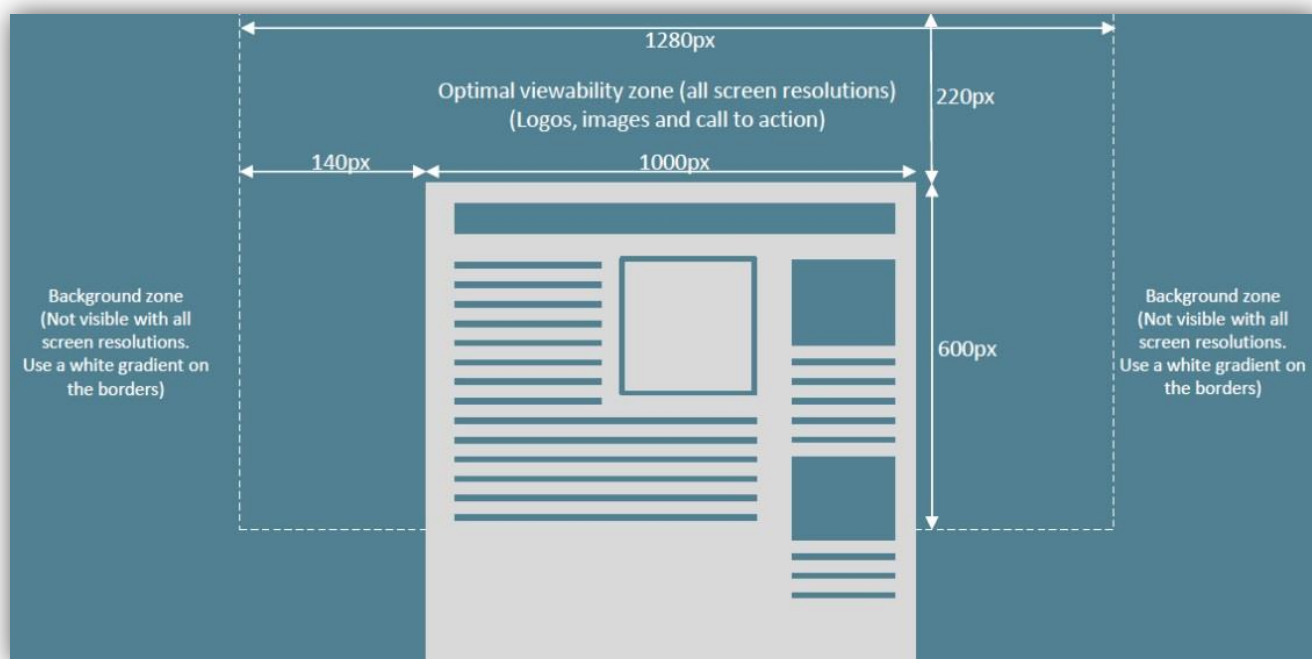 1280px
Optimal viewability zone (all screen resolutions)
(Logos, images and call to action)
220px
140px
1000px
Background zone
(Not visible with all
screen resolutions.
Use a white gradient on
the borders)
600px
Background zone
(Not visible with all
screen resolutions.
Use a white gradient on
the borders)